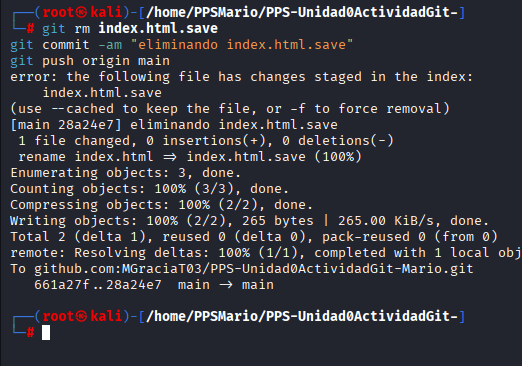 ┌──(root㉿kali)-[/home/PPSMario/PPS-Unidad0ActividadGit-]
└─# git rm index.html.save
git commit -am "eliminando index.html.save"
git push origin main
error: the following file has changes staged in the index:
    index.html.save
(use --cached to keep the file, or -f to force removal)
[main 28a24e7] eliminando index.html.save
 1 file changed, 0 insertions(+), 0 deletions(-)
 rename index.html => index.html.save (100%)
Enumerating objects: 3, done.
Counting objects: 100% (3/3), done.
Compressing objects: 100% (2/2), done.
Writing objects: 100% (2/2), 265 bytes | 265.00 KiB/s, done.
Total 2 (delta 1), reused 0 (delta 0), pack-reused 0 (from 0)
remote: Resolving deltas: 100% (1/1), completed with 1 local obj
To github.com:MGraciaT03/PPS-Unidad0ActividadGit-Mario.git
   661a27f..28a24e7  main -> main
┌──(root㉿kali)-[/home/PPSMario/PPS-Unidad0ActividadGit-]
└─#